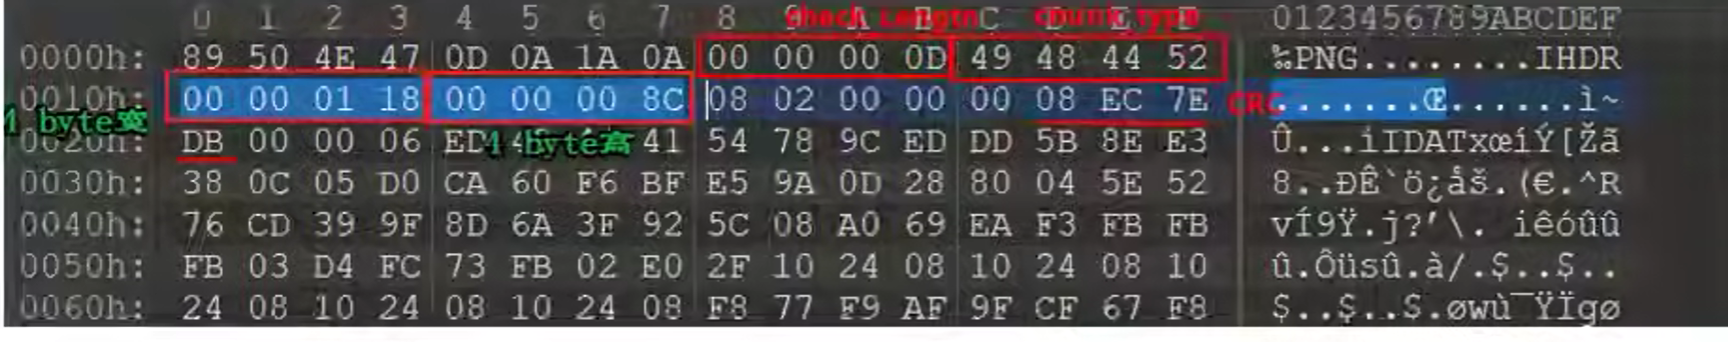 0 1 2 3 4 5 6 7 8 9 A B C D E F 0123456789ABCDEF
check Length chunk type
0000h: 89 50 4E 47 0D 0A 1A 0A 00 00 00 0D 49 48 44 52 ‰PNG........IHDR
0010h: 00 00 01 18 00 00 00 8C 08 02 00 00 00 08 EC 7E CRC .......Œ......ì~
4 byte宽
0020h: DB 00 00 06 ED 41 54 78 9C ED DD 5B 8E E3 Û...íIDATxœíÝ[Žã
4 byte高
0030h: 38 0C 05 D0 CA 60 F6 BF E5 9A 0D 28 80 04 5E 52 8..ÐÊ`ö¿åš.(€.^R
0040h: 76 CD 39 9F 8D 6A 3F 92 5C 08 A0 69 EA F3 FB FB vÍ9Ÿ.j?’\. iêóûû
0050h: FB 03 D4 FC 73 FB 02 E0 2F 10 24 08 10 24 08 10 û.Ôüsû.à/.$..$..
0060h: 24 08 10 24 08 10 24 08 F8 77 F9 AF 9F CF 67 F8 $..$..$.øwù¯ŸÏgø